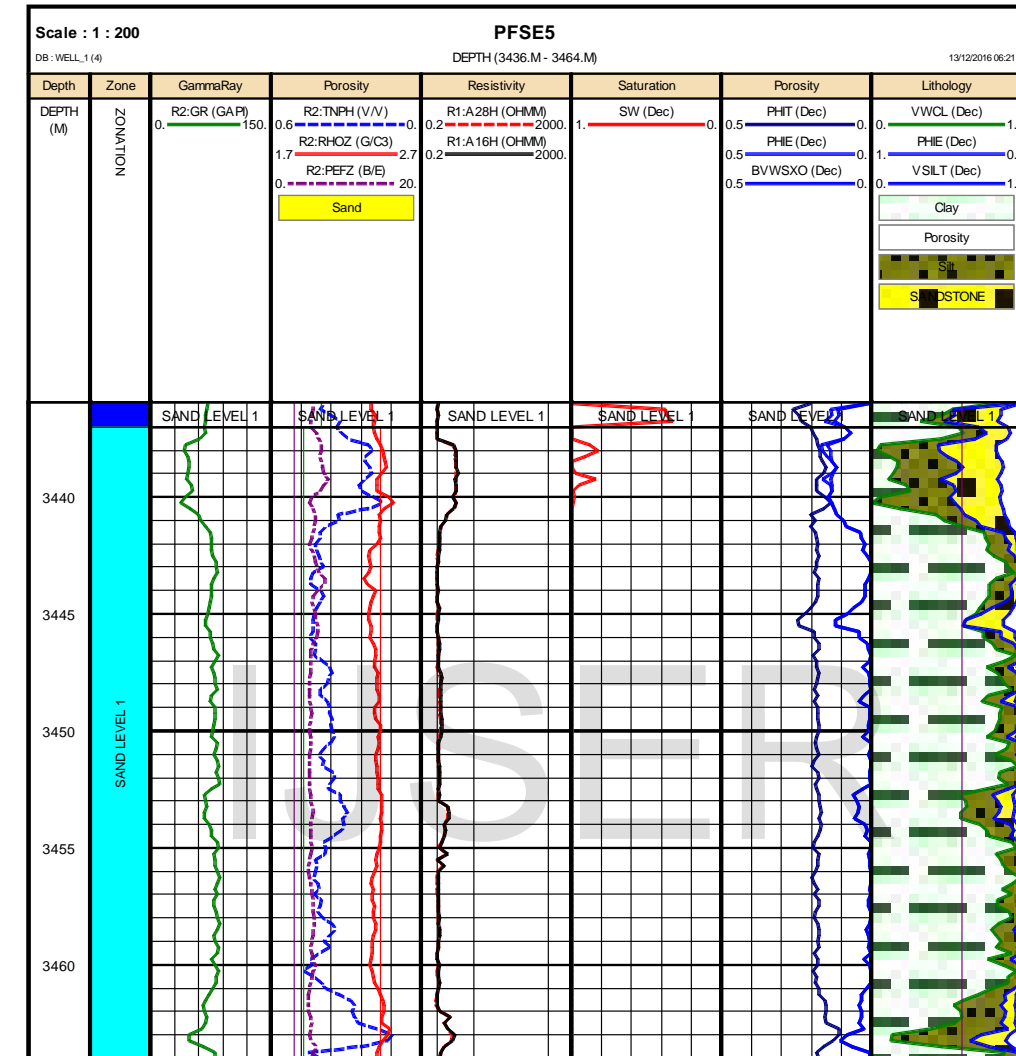 Scale : 1 : 200
PFSE5
DB : WELL_1 (4)
DEPTH (3436.M - 3464.M)
13/12/2016 06:21
Depth Zone GammaRay Porosity Resistivity Saturation Porosity Lithology
DEPTH (M)
ZONATION
R2:GR (GAPI)
0. 150.
R2:TNPH (V/V)
0.6 0.
R2:RHOZ (G/C3)
1.7 2.7
R2:PEFZ (B/E)
0. 20.
Sand
R1:A28H (OHMM)
0.2 2000.
R1:A16H (OHMM)
0.2 2000.
SW (Dec)
1. 0.
PHIT (Dec)
0.5 0.
PHIE (Dec)
0.5 0.
BVWSXO (Dec)
0.5 0.
VWCL (Dec)
0. 1.
PHIE (Dec)
1. 0.
VSILT (Dec)
0. 1.
Clay
Porosity
Silt
SANDSTONE
SAND LEVEL 1 SAND LEVEL 1 SAND LEVEL 1 SAND LEVEL 1 SAND LEVEL SAND LEVEL 1
3440
3445
3450
3455
3460
SAND LEVEL 1
IJSER